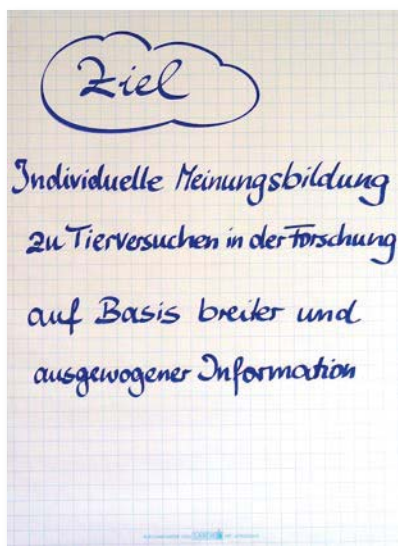 Ziel
Individuelle Meinungsbildung
zu Tierversuchen in der Forschung
auf Basis breiter und
ausgewogener Information